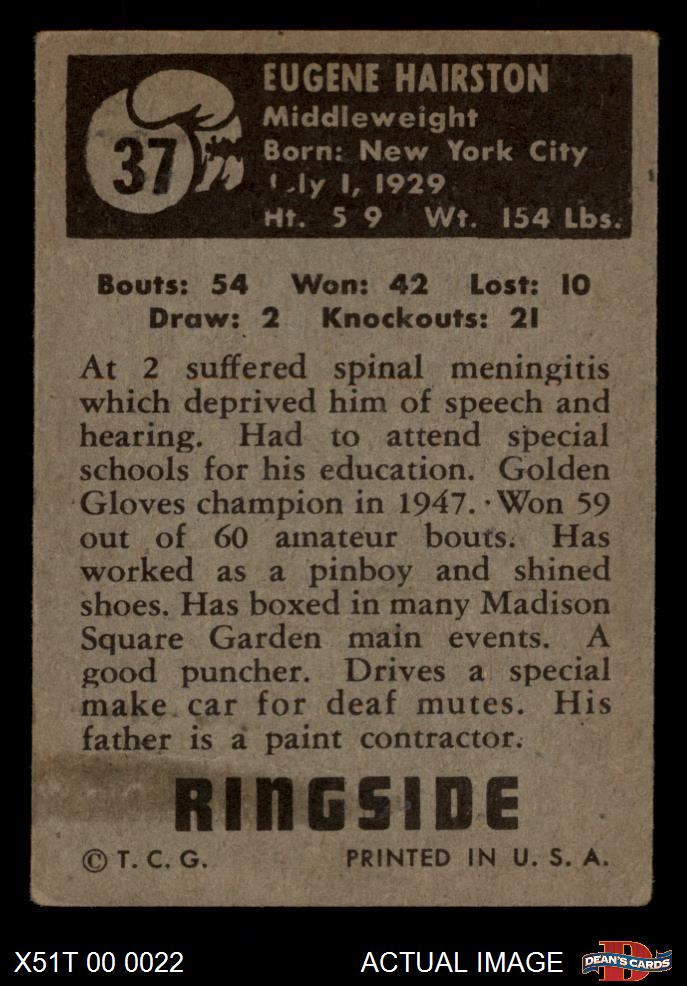 37
EUGENE HAIRSTON
Middleweight
Born: New York City
1, 1929
Ht. 5 9 Wt. 154 Lbs.
Bouts: 54 Won: 42 Lost: 10
Draw: 2 Knockouts: 21
At 2 suffered spinal meningitis
which deprived him of speech and
hearing. Had to attend special
schools for his education. Golden
Gloves champion in 1947. Won 59
out of 60 amateur bouts. Has
worked as a pinboy and shined
shoes. Has boxed in many Madison
Square Garden main events. A
good puncher. Drives a special
make car for deaf mutes. His
father is a paint contractor.
RINGSIDE
© T. C. G. PRINTED IN U. S. A.
X51T 00 0022 ACTUAL IMAGE DEAN'S CARDS